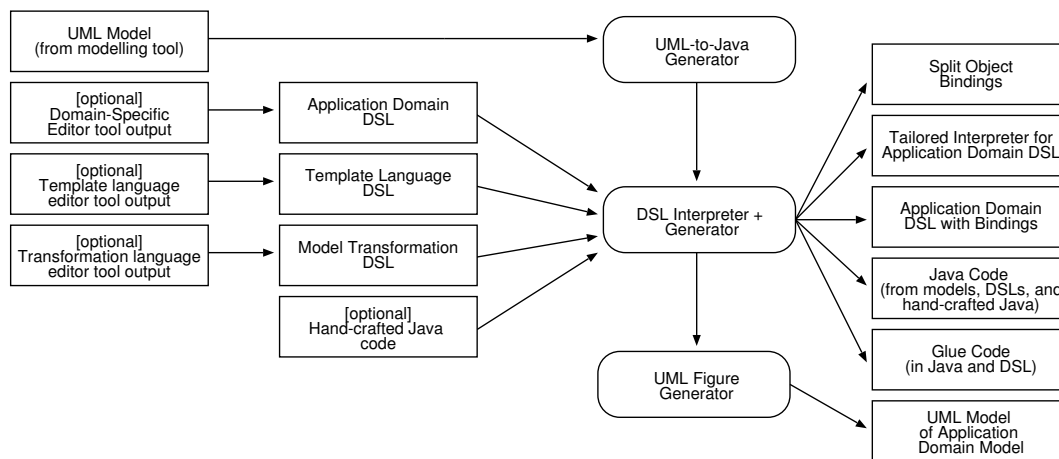 UML Model
(from modelling tool)
[optional]
Domain-Specific
Editor tool output
[optional]
Template language
editor tool output
[optional]
Transformation language
editor tool output
Application Domain
DSL
Template Language
DSL
Model Transformation
DSL
[optional]
Hand-crafted Java
code
UML-to-Java
Generator
DSL Interpreter +
Generator
UML Figure
Generator
Split Object
Bindings
Tailored Interpreter for
Application Domain DSL
Application Domain
DSL with Bindings
Java Code
(from models, DSLs, and
hand-crafted Java)
Glue Code
(in Java and DSL)
UML Model
of Application
Domain Model